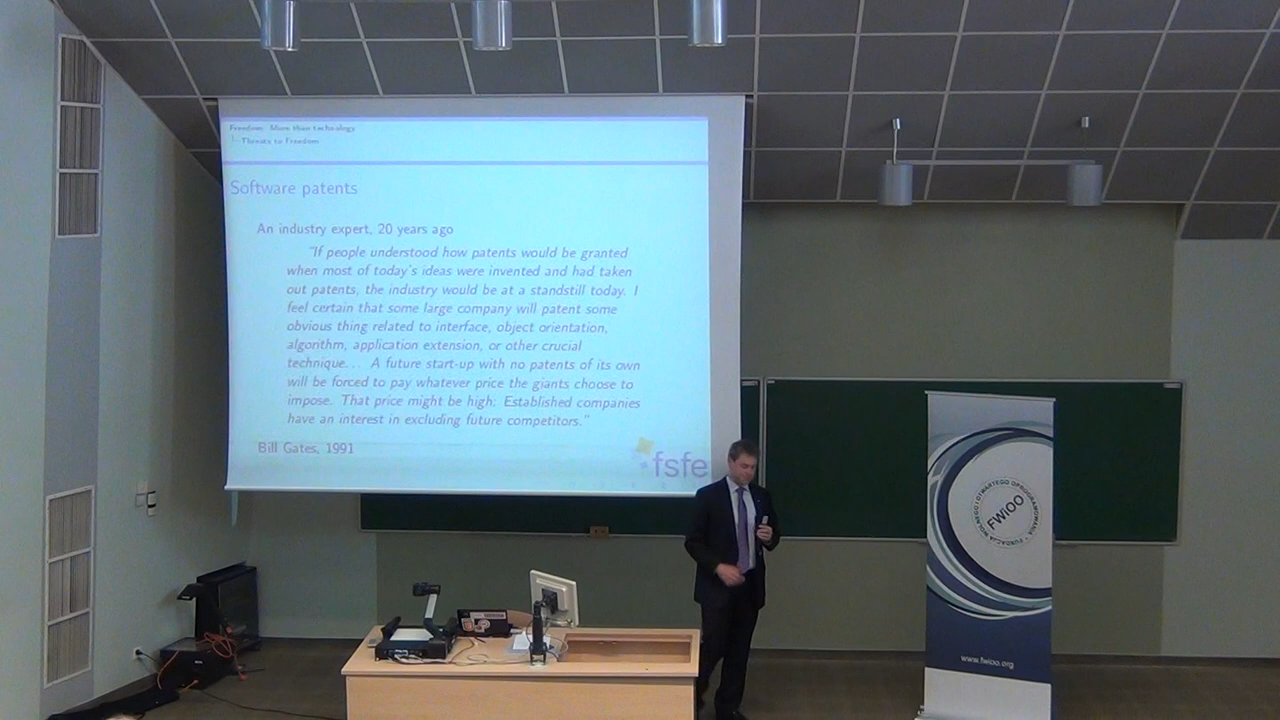 Freedom: More than technology
Threats to Freedom
Software patents
An industry expert, 20 years ago
"If people understood how patents would be granted
when most of today's ideas were invented and had taken
out patents, the industry would be at a standstill today. I
feel certain that some large company will patent some
obvious thing related to interface, object orientation,
algorithm, application extension, or other crucial
technique... A future start-up with no patents of its own
will be forced to pay whatever price the giants choose to
impose. That price might be high: Established companies
have an interest in excluding future competitors."
Bill Gates, 1991
fsfe
FUNDACJA WOLNEGO I OTWARTEGO OPROGRAMOWANIA
FWiOO
www.fwioo.org